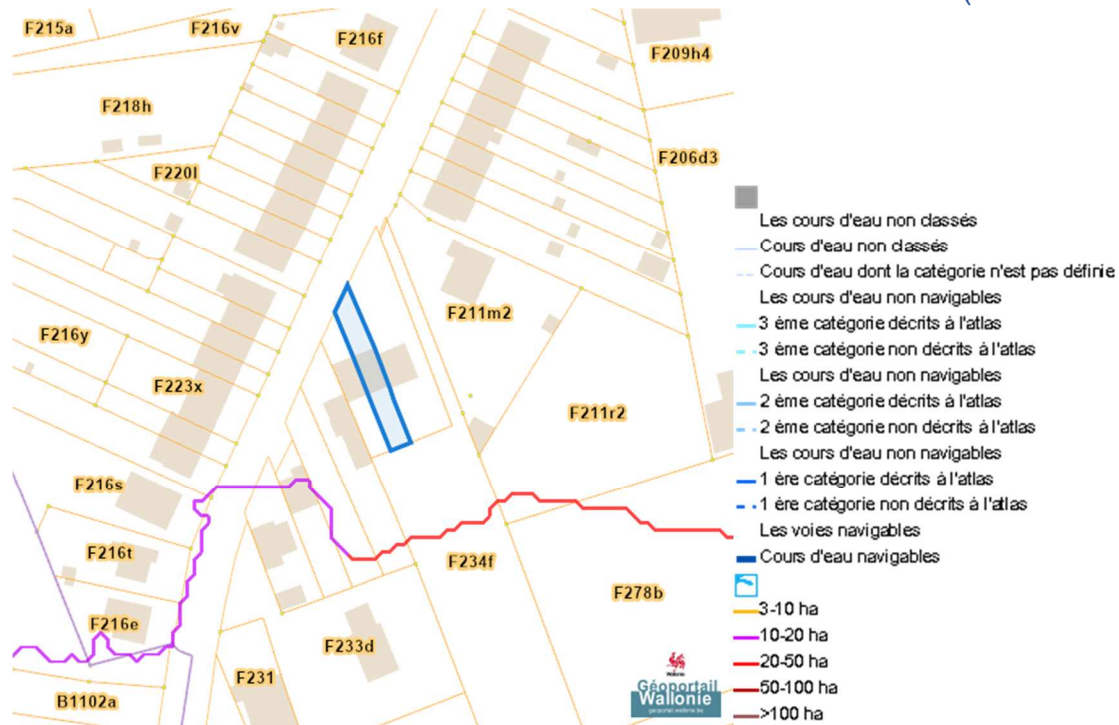 F215a
F216v
F216f
F209h4
F218h
F220l
F206d3
F211m2
F216y
F223x
F211r2
F216s
F216t
F234f
F278b
F216e
F233d
F231
B1102a
Wallonie
Géoportail
Wallonie
geoportail.wallonie.be
Les cours d'eau non classés
Cours d'eau non classés
Cours d'eau dont la catégorie n'est pas définie
Les cours d'eau non navigables
3 ème catégorie décrits à l'atlas
3 ème catégorie non décrits à l'atlas
Les cours d'eau non navigables
2 ème catégorie décrits à l'atlas
2 ème catégorie non décrits à l'atlas
Les cours d'eau non navigables
1 ère catégorie décrits à l'atlas
1 ère catégorie non décrits à l'atlas
Les voies navigables
Cours d'eau navigables
3-10 ha
10-20 ha
20-50 ha
50-100 ha
>100 ha